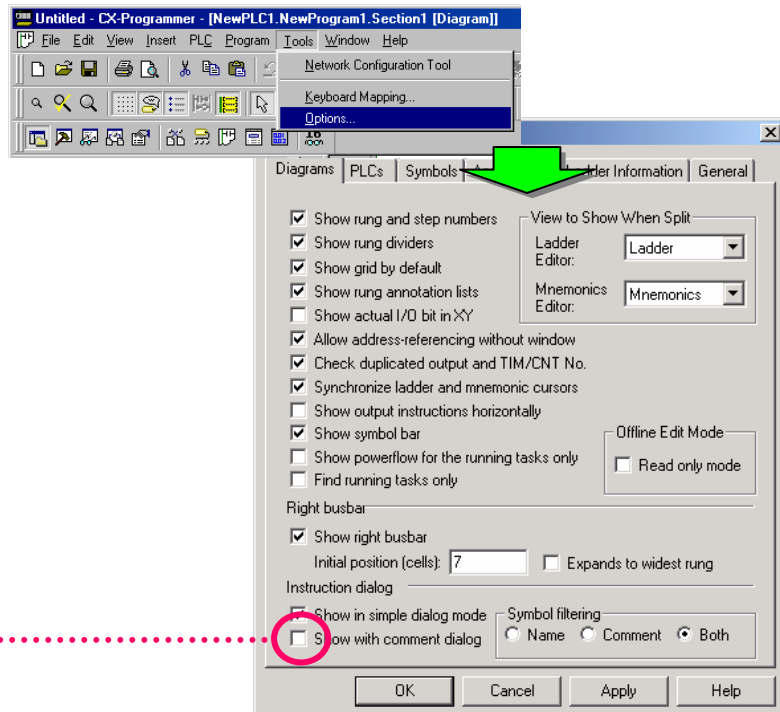 Untitled - CX-Programmer - [NewPLC1.NewProgram1.Section1 [Diagram]]
File Edit View Insert PLC Program Tools Window Help
Network Configuration Tool
Keyboard Mapping...
Options...
16
Diagrams PLCs Symbols Information General
Show rung and step numbers
Show rung dividers
Show grid by default
Show rung annotation lists
Show actual I/O bit in XY
View to Show When Split
Ladder Editor: Ladder
Mnemonics Editor: Mnemonics
Allow address-referencing without window
Check duplicated output and TIM/CNT No.
Synchronize ladder and mnemonic cursors
Show output instructions horizontally
Show symbol bar
Show powerflow for the running tasks only
Find running tasks only
Offline Edit Mode
Read only mode
Right busbar
Show right busbar
Initial position (cells): 7 Expands to widest rung
Instruction dialog
Show in simple dialog mode
Show with comment dialog
Symbol filtering
Name Comment Both
OK Cancel Apply Help